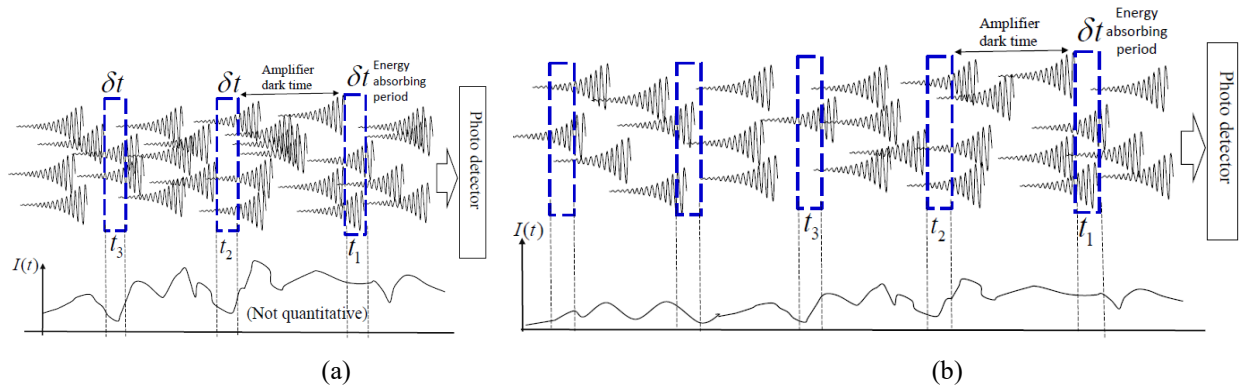 δt
δt
Amplifier
dark time
δt
Energy
absorbing
period
Photo detector
t₃
t₂
t₁
I(t)
(Not quantitative)
(a)
Amplifier
dark time
δt
Energy
absorbing
period
Photo detector
t₃
t₂
t₁
I(t)
(b)